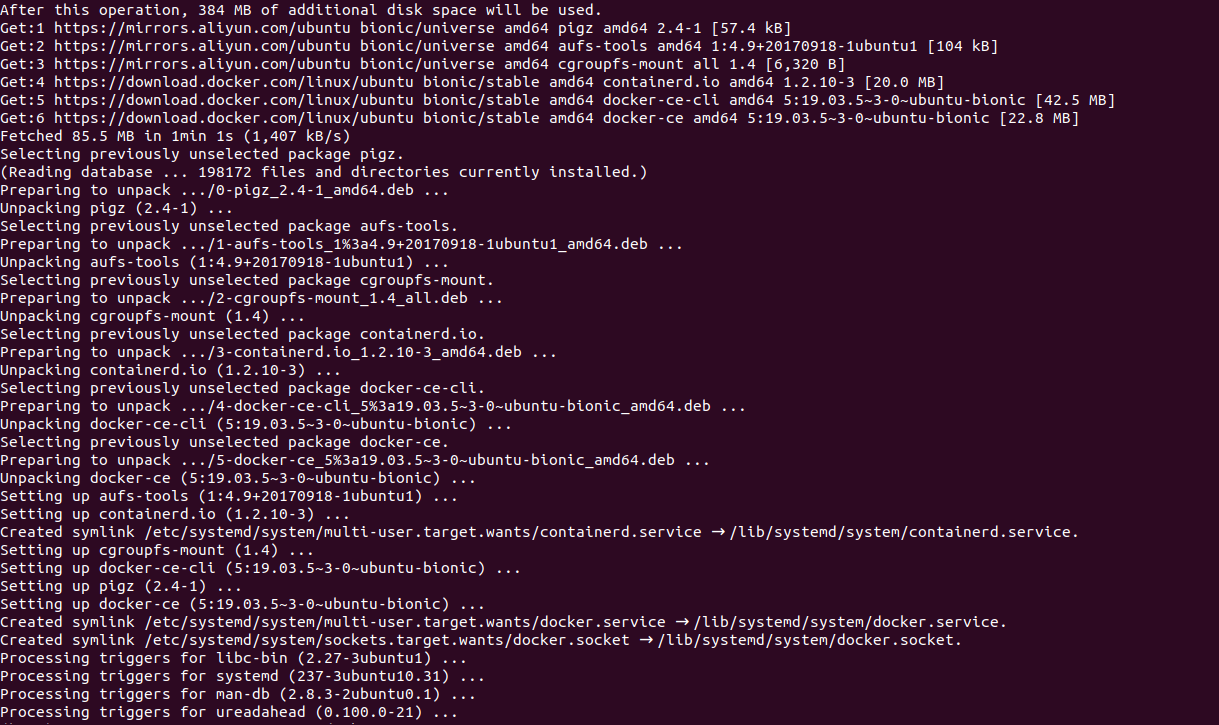 After this operation, 384 MB of additional disk space will be used.
Get:1 https://mirrors.aliyun.com/ubuntu bionic/universe amd64 pigz amd64 2.4-1 [57.4 kB]
Get:2 https://mirrors.aliyun.com/ubuntu bionic/universe amd64 aufs-tools amd64 1:4.9+20170918-1ubuntu1 [104 kB]
Get:3 https://mirrors.aliyun.com/ubuntu bionic/universe amd64 cgroupfs-mount all 1.4 [6,320 B]
Get:4 https://download.docker.com/linux/ubuntu bionic/stable amd64 containerd.io amd64 1.2.10-3 [20.0 MB]
Get:5 https://download.docker.com/linux/ubuntu bionic/stable amd64 docker-ce-cli amd64 5:19.03.5~3-0~ubuntu-bionic [42.5 MB]
Get:6 https://download.docker.com/linux/ubuntu bionic/stable amd64 docker-ce amd64 5:19.03.5~3-0~ubuntu-bionic [22.8 MB]
Fetched 85.5 MB in 1min 1s (1,407 kB/s)
Selecting previously unselected package pigz.
(Reading database ... 198172 files and directories currently installed.)
Preparing to unpack .../0-pigz_2.4-1_amd64.deb ...
Unpacking pigz (2.4-1) ...
Selecting previously unselected package aufs-tools.
Preparing to unpack .../1-aufs-tools_1%3a4.9+20170918-1ubuntu1_amd64.deb ...
Unpacking aufs-tools (1:4.9+20170918-1ubuntu1) ...
Selecting previously unselected package cgroupfs-mount.
Preparing to unpack .../2-cgroupfs-mount_1.4_all.deb ...
Unpacking cgroupfs-mount (1.4) ...
Selecting previously unselected package containerd.io.
Preparing to unpack .../3-containerd.io_1.2.10-3_amd64.deb ...
Unpacking containerd.io (1.2.10-3) ...
Selecting previously unselected package docker-ce-cli.
Preparing to unpack .../4-docker-ce-cli_5%3a19.03.5~3-0~ubuntu-bionic_amd64.deb ...
Unpacking docker-ce-cli (5:19.03.5~3-0~ubuntu-bionic) ...
Selecting previously unselected package docker-ce.
Preparing to unpack .../5-docker-ce_5%3a19.03.5~3-0~ubuntu-bionic_amd64.deb ...
Unpacking docker-ce (5:19.03.5~3-0~ubuntu-bionic) ...
Setting up aufs-tools (1:4.9+20170918-1ubuntu1) ...
Setting up containerd.io (1.2.10-3) ...
Created symlink /etc/systemd/system/multi-user.target.wants/containerd.service → /lib/systemd/system/containerd.service.
Setting up cgroupfs-mount (1.4) ...
Setting up docker-ce-cli (5:19.03.5~3-0~ubuntu-bionic) ...
Setting up pigz (2.4-1) ...
Setting up docker-ce (5:19.03.5~3-0~ubuntu-bionic) ...
Created symlink /etc/systemd/system/multi-user.target.wants/docker.service → /lib/systemd/system/docker.service.
Created symlink /etc/systemd/system/sockets.target.wants/docker.socket → /lib/systemd/system/docker.socket.
Processing triggers for libc-bin (2.27-3ubuntu1) ...
Processing triggers for systemd (237-3ubuntu10.31) ...
Processing triggers for man-db (2.8.3-2ubuntu0.1) ...
Processing triggers for ureadahead (0.100.0-21) ...